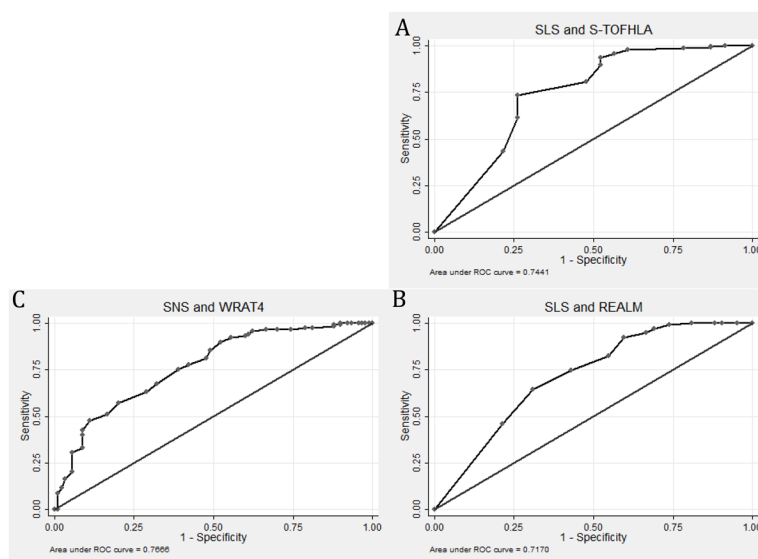 A
SLS and S-TOFHLA
1.00
0.75
0.50
0.25
0.00
Sensitivity
0.00 0.25 0.50 0.75 1.00
1 - Specificity
Area under ROC curve = 0.7441
C
SNS and WRAT4
1.00
0.75
0.50
0.25
0.00
Sensitivity
0.00 0.25 0.50 0.75 1.00
1 - Specificity
Area under ROC curve = 0.7666
B
SLS and REALM
1.00
0.75
0.50
0.25
0.00
Sensitivity
0.00 0.25 0.50 0.75 1.00
1 - Specificity
Area under ROC curve = 0.7170